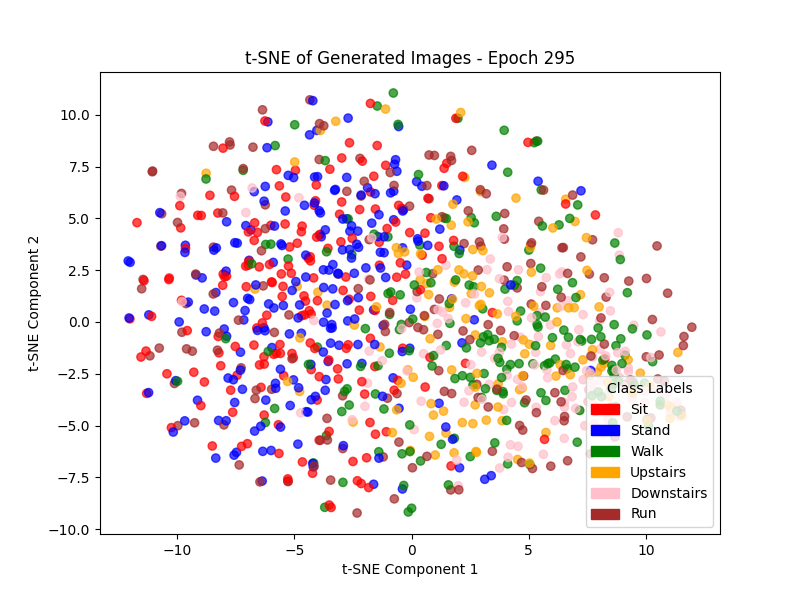 t-SNE of Generated Images - Epoch 295
t-SNE Component 2
10.0
7.5
5.0
2.5
0.0
−2.5
−5.0
−7.5
−10.0
Class Labels
Sit
Stand
Walk
Upstairs
Downstairs
Run
−10
−5
0
5
10
t-SNE Component 1